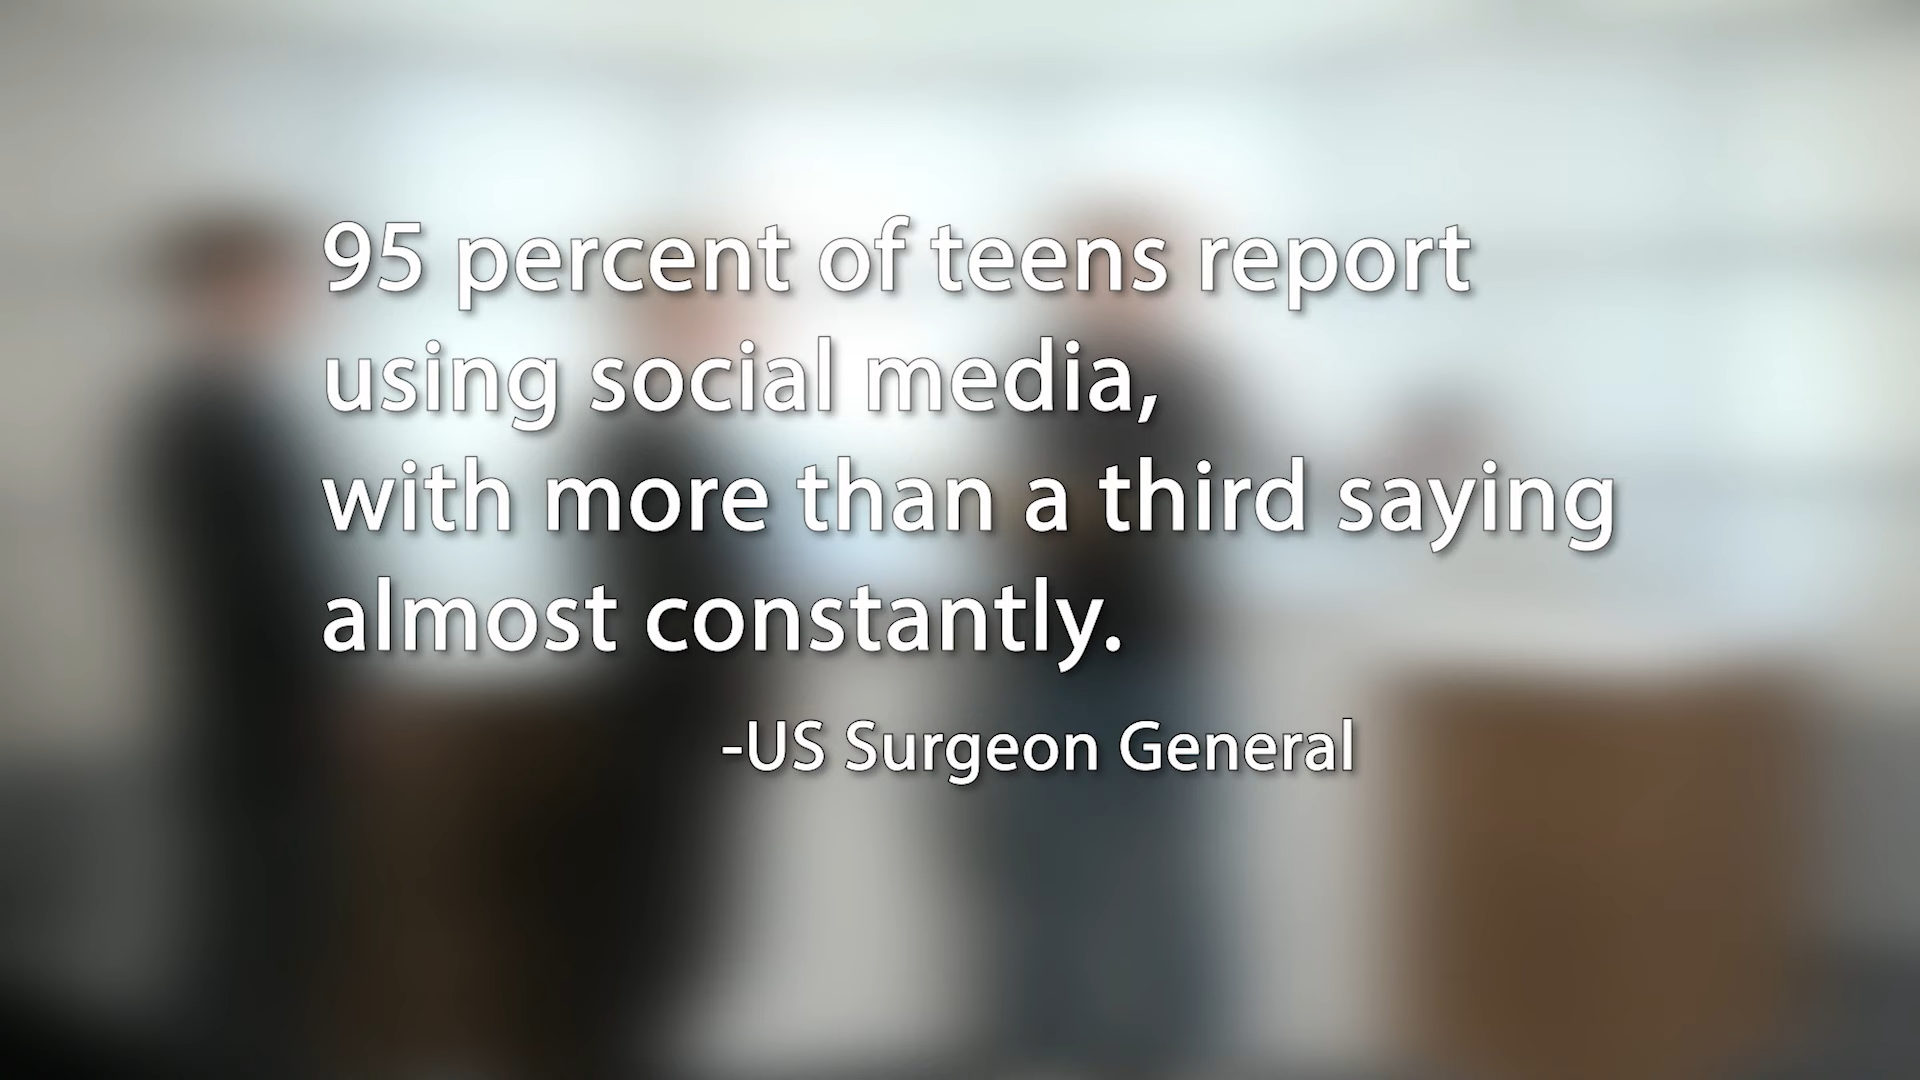 95 percent of teens report
using social media,
with more than a third saying
almost constantly.
-US Surgeon General